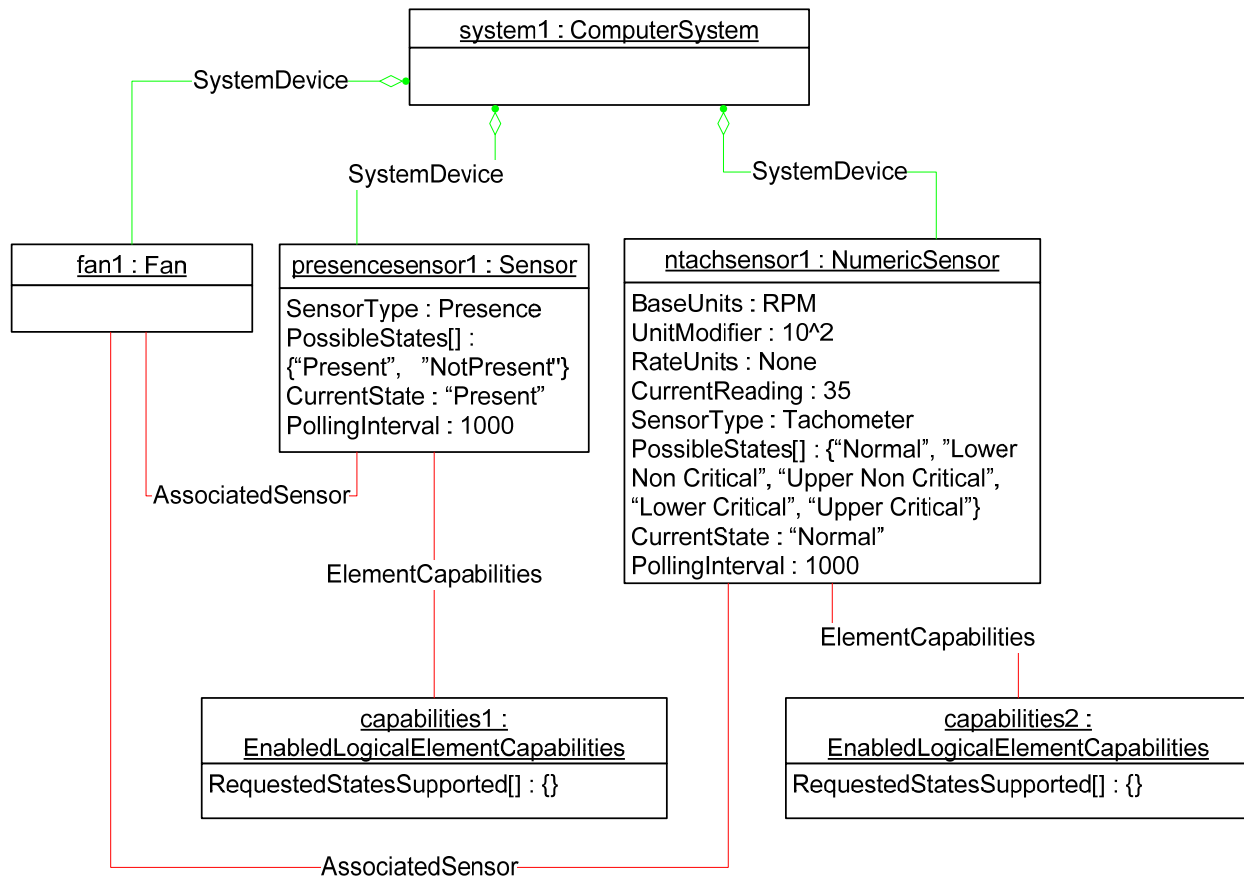 system1 : ComputerSystem
SystemDevice
SystemDevice
SystemDevice
fan1 : Fan
presencesensor1 : Sensor
SensorType : Presence
PossibleStates[] :
{“Present”, ”NotPresent"}
CurrentState : “Present”
PollingInterval : 1000
ntachsensor1 : NumericSensor
BaseUnits : RPM
UnitModifier : 10^2
RateUnits : None
CurrentReading : 35
SensorType : Tachometer
PossibleStates[] : {“Normal”, ”Lower
Non Critical”, “Upper Non Critical”,
“Lower Critical”, “Upper Critical”}
CurrentState : “Normal”
PollingInterval : 1000
AssociatedSensor
ElementCapabilities
ElementCapabilities
capabilities1 :
EnabledLogicalElementCapabilities
RequestedStatesSupported[] : {}
capabilities2 :
EnabledLogicalElementCapabilities
RequestedStatesSupported[] : {}
AssociatedSensor